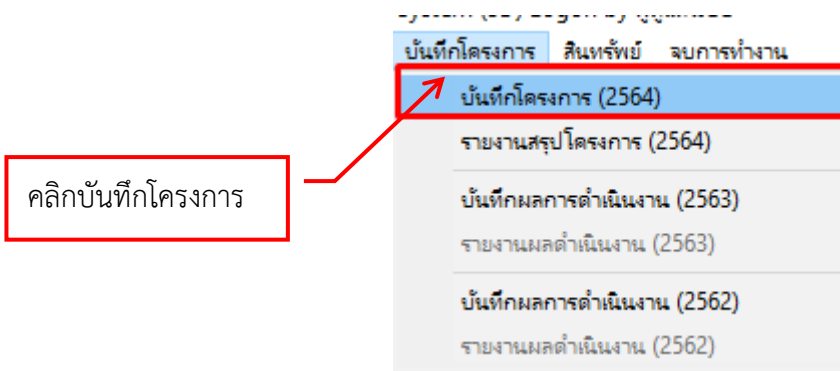 บันทึกโครงการ สินทรัพย์ จบการทำงาน
บันทึกโครงการ (2564)
รายงานสรุปโครงการ (2564)
คลิกบันทึกโครงการ
บันทึกผลการดำเนินงาน (2563)
รายงานผลดำเนินงาน (2563)
บันทึกผลการดำเนินงาน (2562)
รายงานผลดำเนินงาน (2562)